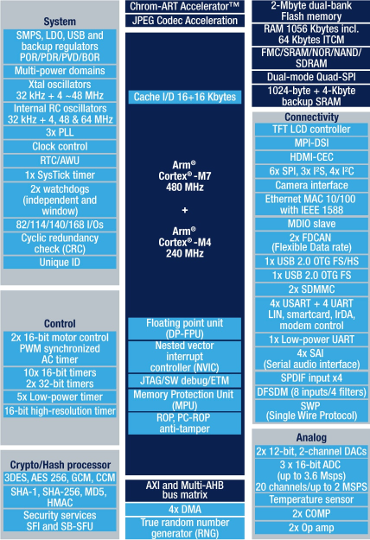 System
SMPS, LDO, USB and
backup regulators
POR/PDR/PVD/BOR
Multi-power domains
Xtal oscillators
32 kHz + 4 ~48 MHz
Internal RC oscillators
32 kHz + 4, 48 & 64 MHz
3x PLL
Clock control
RTC/AWU
1x SysTick timer
2x watchdogs
(independent and
window)
82/114/140/168 I/Os
Cyclic redundancy
check (CRC)
Unique ID
Control
2x 16-bit motor control
PWM synchronized
AC timer
10x 16-bit timers
2x 32-bit timers
5x Low-power timer
16-bit high-resolution timer
Crypto/Hash processor
3DES, AES 256, GCM, CCM
SHA-1, SHA-256, MD5,
HMAC
Security services
SFI and SB-SFU
Chrom-ART Accelerator™
JPEG Codec Acceleration
Cache I/D 16+16 Kbytes
Arm®
Cortex®-M7
480 MHz
+
Arm®
Cortex®-M4
240 MHz
Floating point unit
(DP-FPU)
Nested vector
interrupt
controller (NVIC)
JTAG/SW debug/ETM
Memory Protection Unit
(MPU)
ROP, PC-ROP
anti-tamper
AXI and Multi-AHB
bus matrix
4x DMA
True random number
generator (RNG)
2-Mbyte dual-bank
Flash memory
RAM 1056 Kbytes incl.
64 Kbytes ITCM
FMC/SRAM/NOR/NAND/
SDRAM
Dual-mode Quad-SPI
1024-byte + 4-Kbyte
backup SRAM
Connectivity
TFT LCD controller
MPI-DSI
HDMI-CEC
6x SPI, 3x I²S, 4x I²C
Camera interface
Ethernet MAC 10/100
with IEEE 1588
MDIO slave
2x FDCAN
(Flexible Data rate)
1x USB 2.0 OTG FS/HS
1x USB 2.0 OTG FS
2x SDMMC
4x USART + 4 UART
LIN, smartcard, IrDA,
modem control
1x Low-power UART
4x SAI
(Serial audio interface)
SPDIF input x4
DFSDM (8 inputs/4 filters)
SWP
(Single Wire Protocol)
Analog
2x 12-bit, 2-channel DACs
3 x 16-bit ADC
(up to 3.6 Msps)
20 channels/up to 2 MSPS
Temperature sensor
2x COMP
2x Op amp